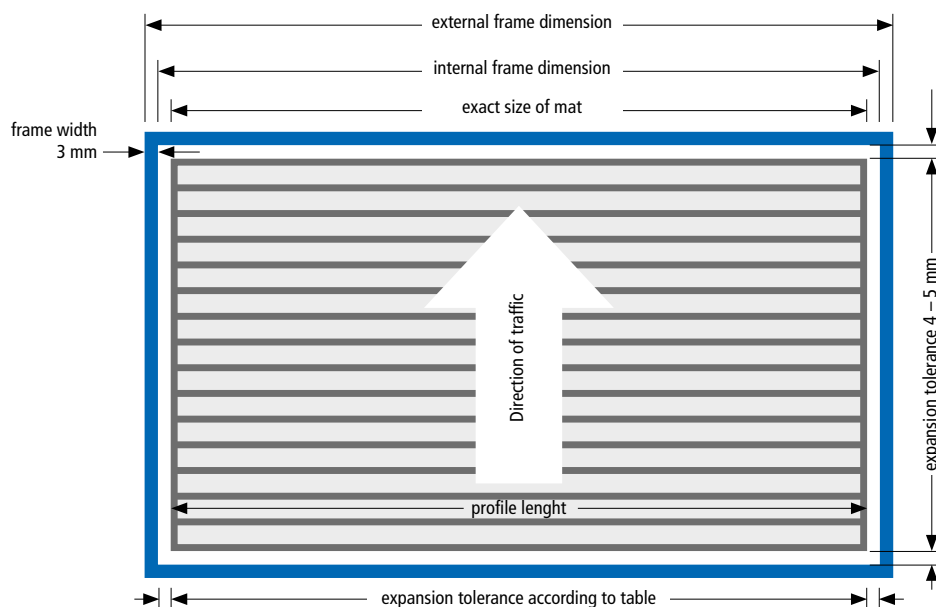 external frame dimension
internal frame dimension
exact size of mat
frame width
3 mm
Direction of traffic
expansion tolerance 4 – 5 mm
profile lenght
expansion tolerance according to table